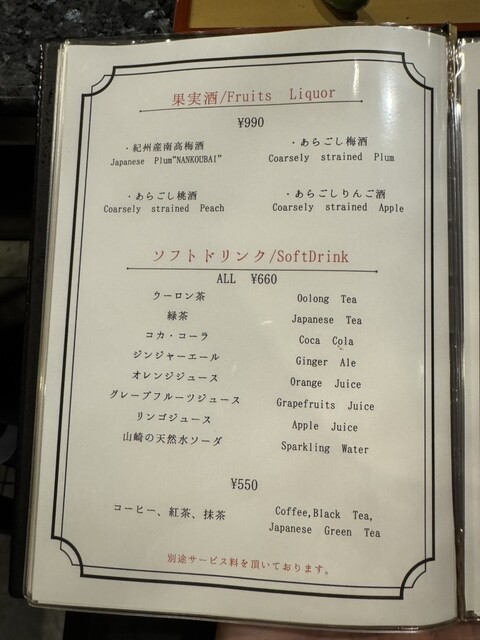 果実酒/Fruits Liquor
¥990
・紀州産南高梅酒
Japanese Plum"NANKOUBAI"
・あらごし梅酒
Coarsely strained Plum
・あらごし桃酒
Coarsely strained Peach
・あらごしりんご酒
Coarsely strained Apple
ソフトドリンク/SoftDrink
ALL ¥660
ウーロン茶 Oolong Tea
緑茶 Japanese Tea
コカ・コーラ Coca Cola
ジンジャーエール Ginger Ale
オレンジジュース Orange Juice
グレープフルーツジュース Grapefruits Juice
リンゴジュース Apple Juice
山崎の天然水ソーダ Sparkling Water
¥550
コーヒー、紅茶、抹茶 Coffee,Black Tea,
Japanese Green Tea
別途サービス料を頂いております。